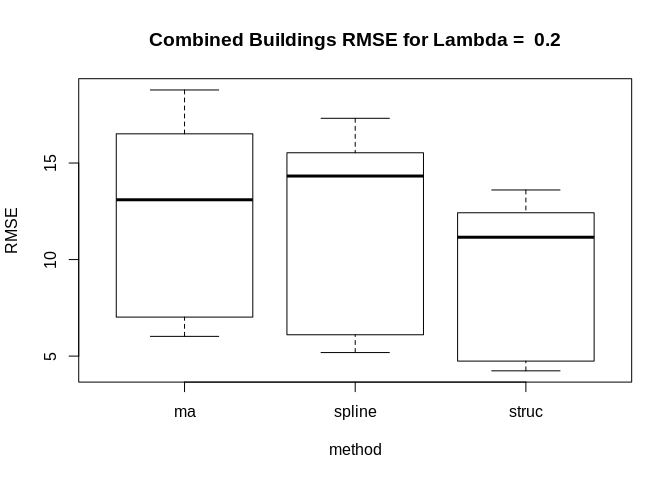 Combined Buildings RMSE for Lambda =  0.2
RMSE
15
10
5
ma spline struc
method